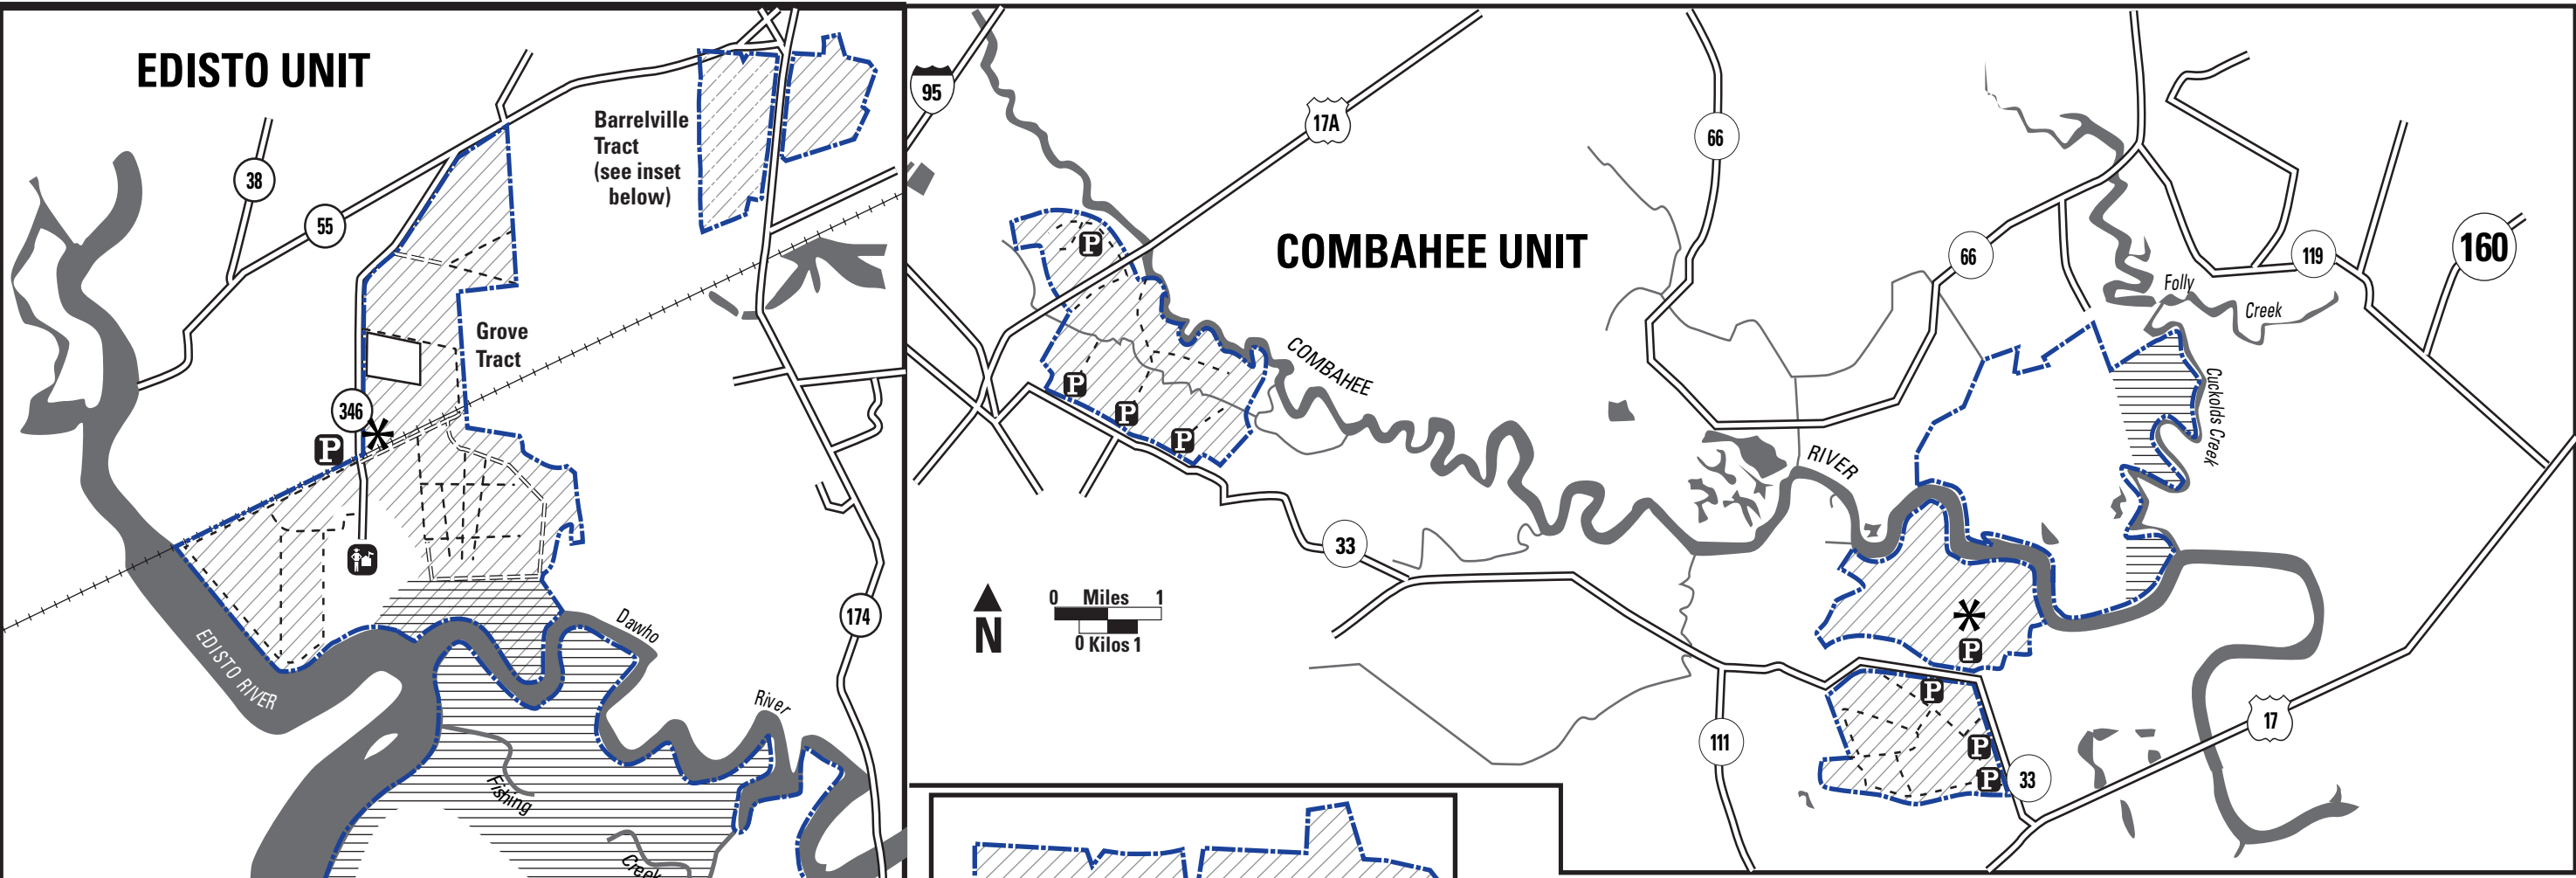 EDISTO UNIT
38
55
Barrelville
Tract
(see inset
below)
Grove
Tract
346
P
EDISTO RIVER
Dawho
River
174
Fishing
Creek
95
17A
66
COMBAHEE UNIT
66
119
160
Folly
Creek
Cuckolds Creek
P
P
P
P
COMBAHEE
RIVER
33
N
0 Miles 1
0 Kilos 1
111
P
P
P
P
33
17